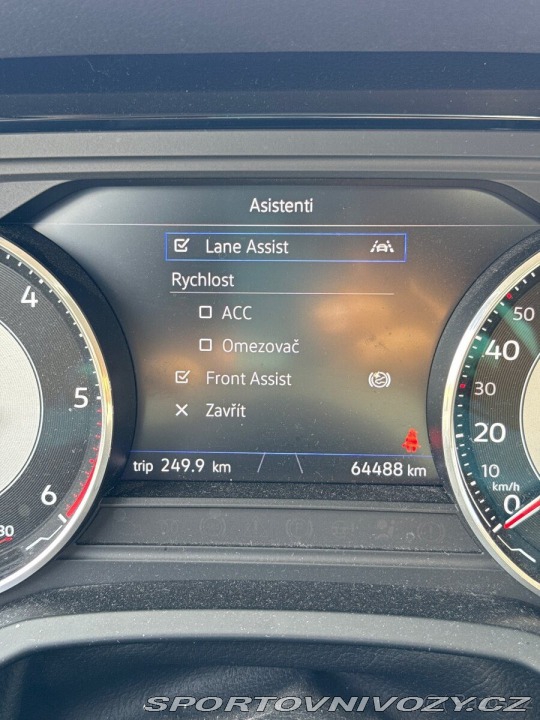 Asistenti
Lane Assist
Rychlost
ACC
Omezovač
Front Assist
Zavřít
trip 249.9 km
64488 km
4
5
6
50
40
30
20
10
km/h
0
SPORTOVNIVOZY.CZ